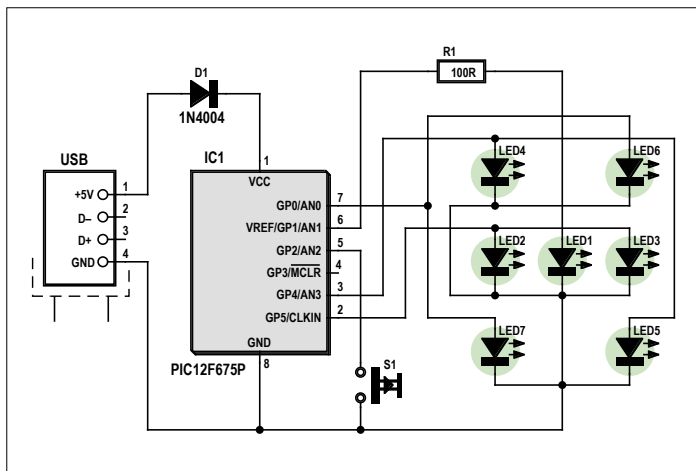 R1
100R
D1
1N4004
USB
+5V
1
D–
2
D+
3
GND
4
IC1
1
VCC
GP0/AN0
7
VREF/GP1/AN1
6
GP2/AN2
5
GP3/MCLR
4
GP4/AN3
3
GP5/CLKIN
2
GND
8
PIC12F675P
S1
LED4
LED6
LED2
LED1
LED3
LED7
LED5